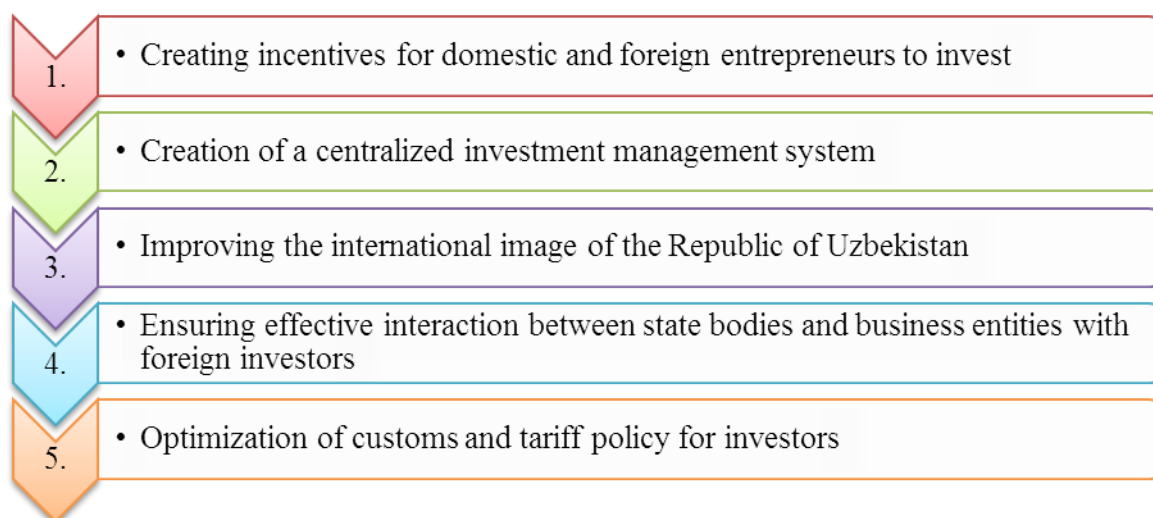 1.
• Creating incentives for domestic and foreign entrepreneurs to invest
2.
• Creation of a centralized investment management system
3.
• Improving the international image of the Republic of Uzbekistan
4.
• Ensuring effective interaction between state bodies and business entities with
foreign investors
5.
• Optimization of customs and tariff policy for investors